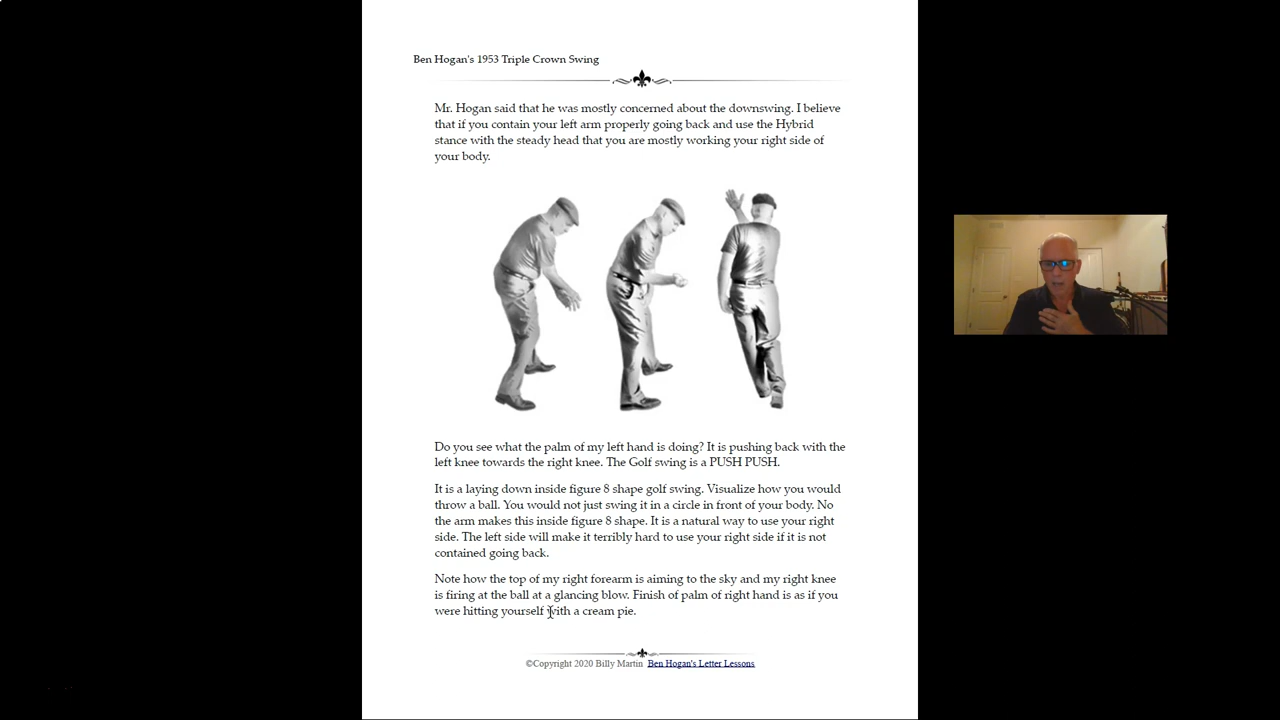 Ben Hogan's 1953 Triple Crown Swing
Mr. Hogan said that he was mostly concerned about the downswing. I believe
that if you contain your left arm properly going back and use the Hybrid
stance with the steady head that you are mostly working your right side of
your body.
Do you see what the palm of my left hand is doing? It is pushing back with the
left knee towards the right knee. The Golf swing is a PUSH PUSH.
It is a laying down inside figure 8 shape golf swing. Visualize how you would
throw a ball. You would not just swing it in a circle in front of your body. No
the arm makes this inside figure 8 shape. It is a natural way to use your right
side. The left side will make it terribly hard to use your right side if it is not
contained going back.
Note how the top of my right forearm is aiming to the sky and my right knee
is firing at the ball at a glancing blow. Finish of palm of right hand is as if you
were hitting yourself with a cream pie.
©Copyright 2020 Billy Martin Ben Hogan's Letter Lessons